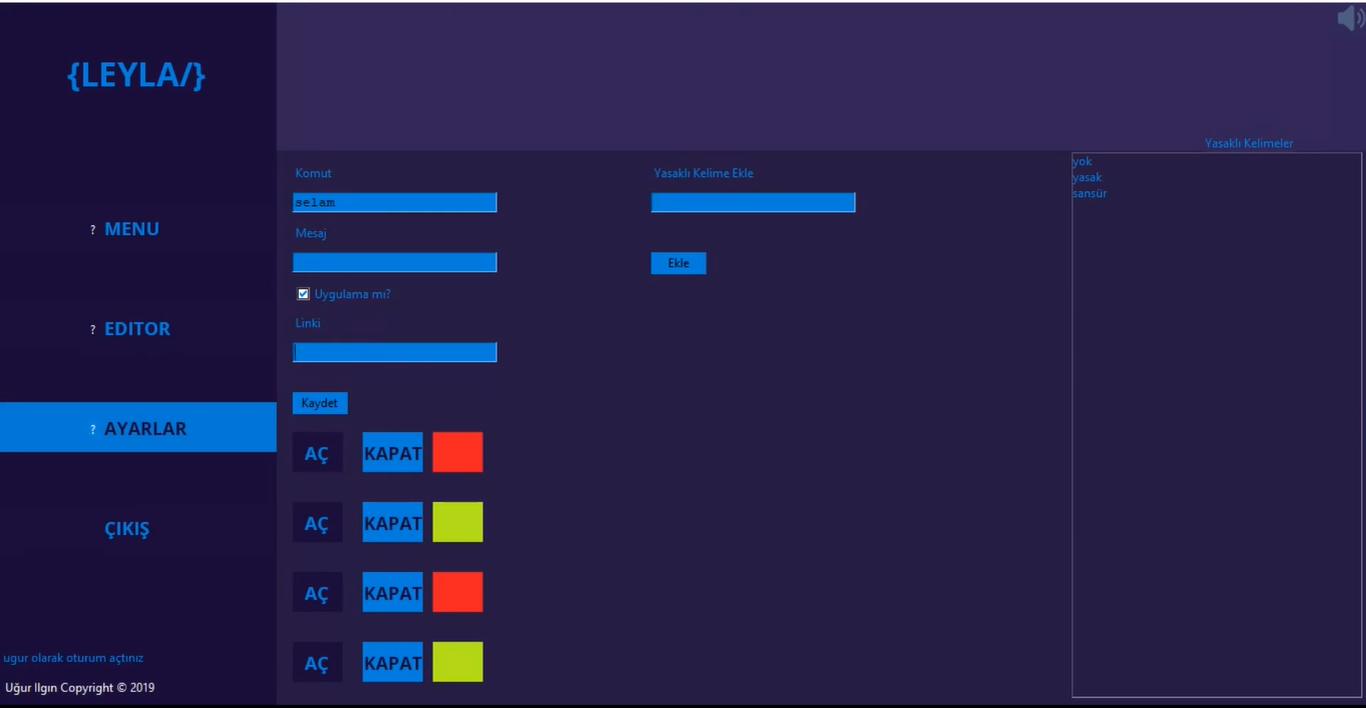 {LEYLA/}
? MENU
? EDITOR
? AYARLAR
ÇIKIŞ
ugur olarak oturum açtınız
Uğur Ilgın Copyright © 2019
Komut
selam
Mesaj
Uygulama mı?
Linki
Kaydet
AÇ KAPAT
AÇ KAPAT
AÇ KAPAT
AÇ KAPAT
Yasaklı Kelime Ekle
Ekle
Yasaklı Kelimeler
yok
yasak
sansür